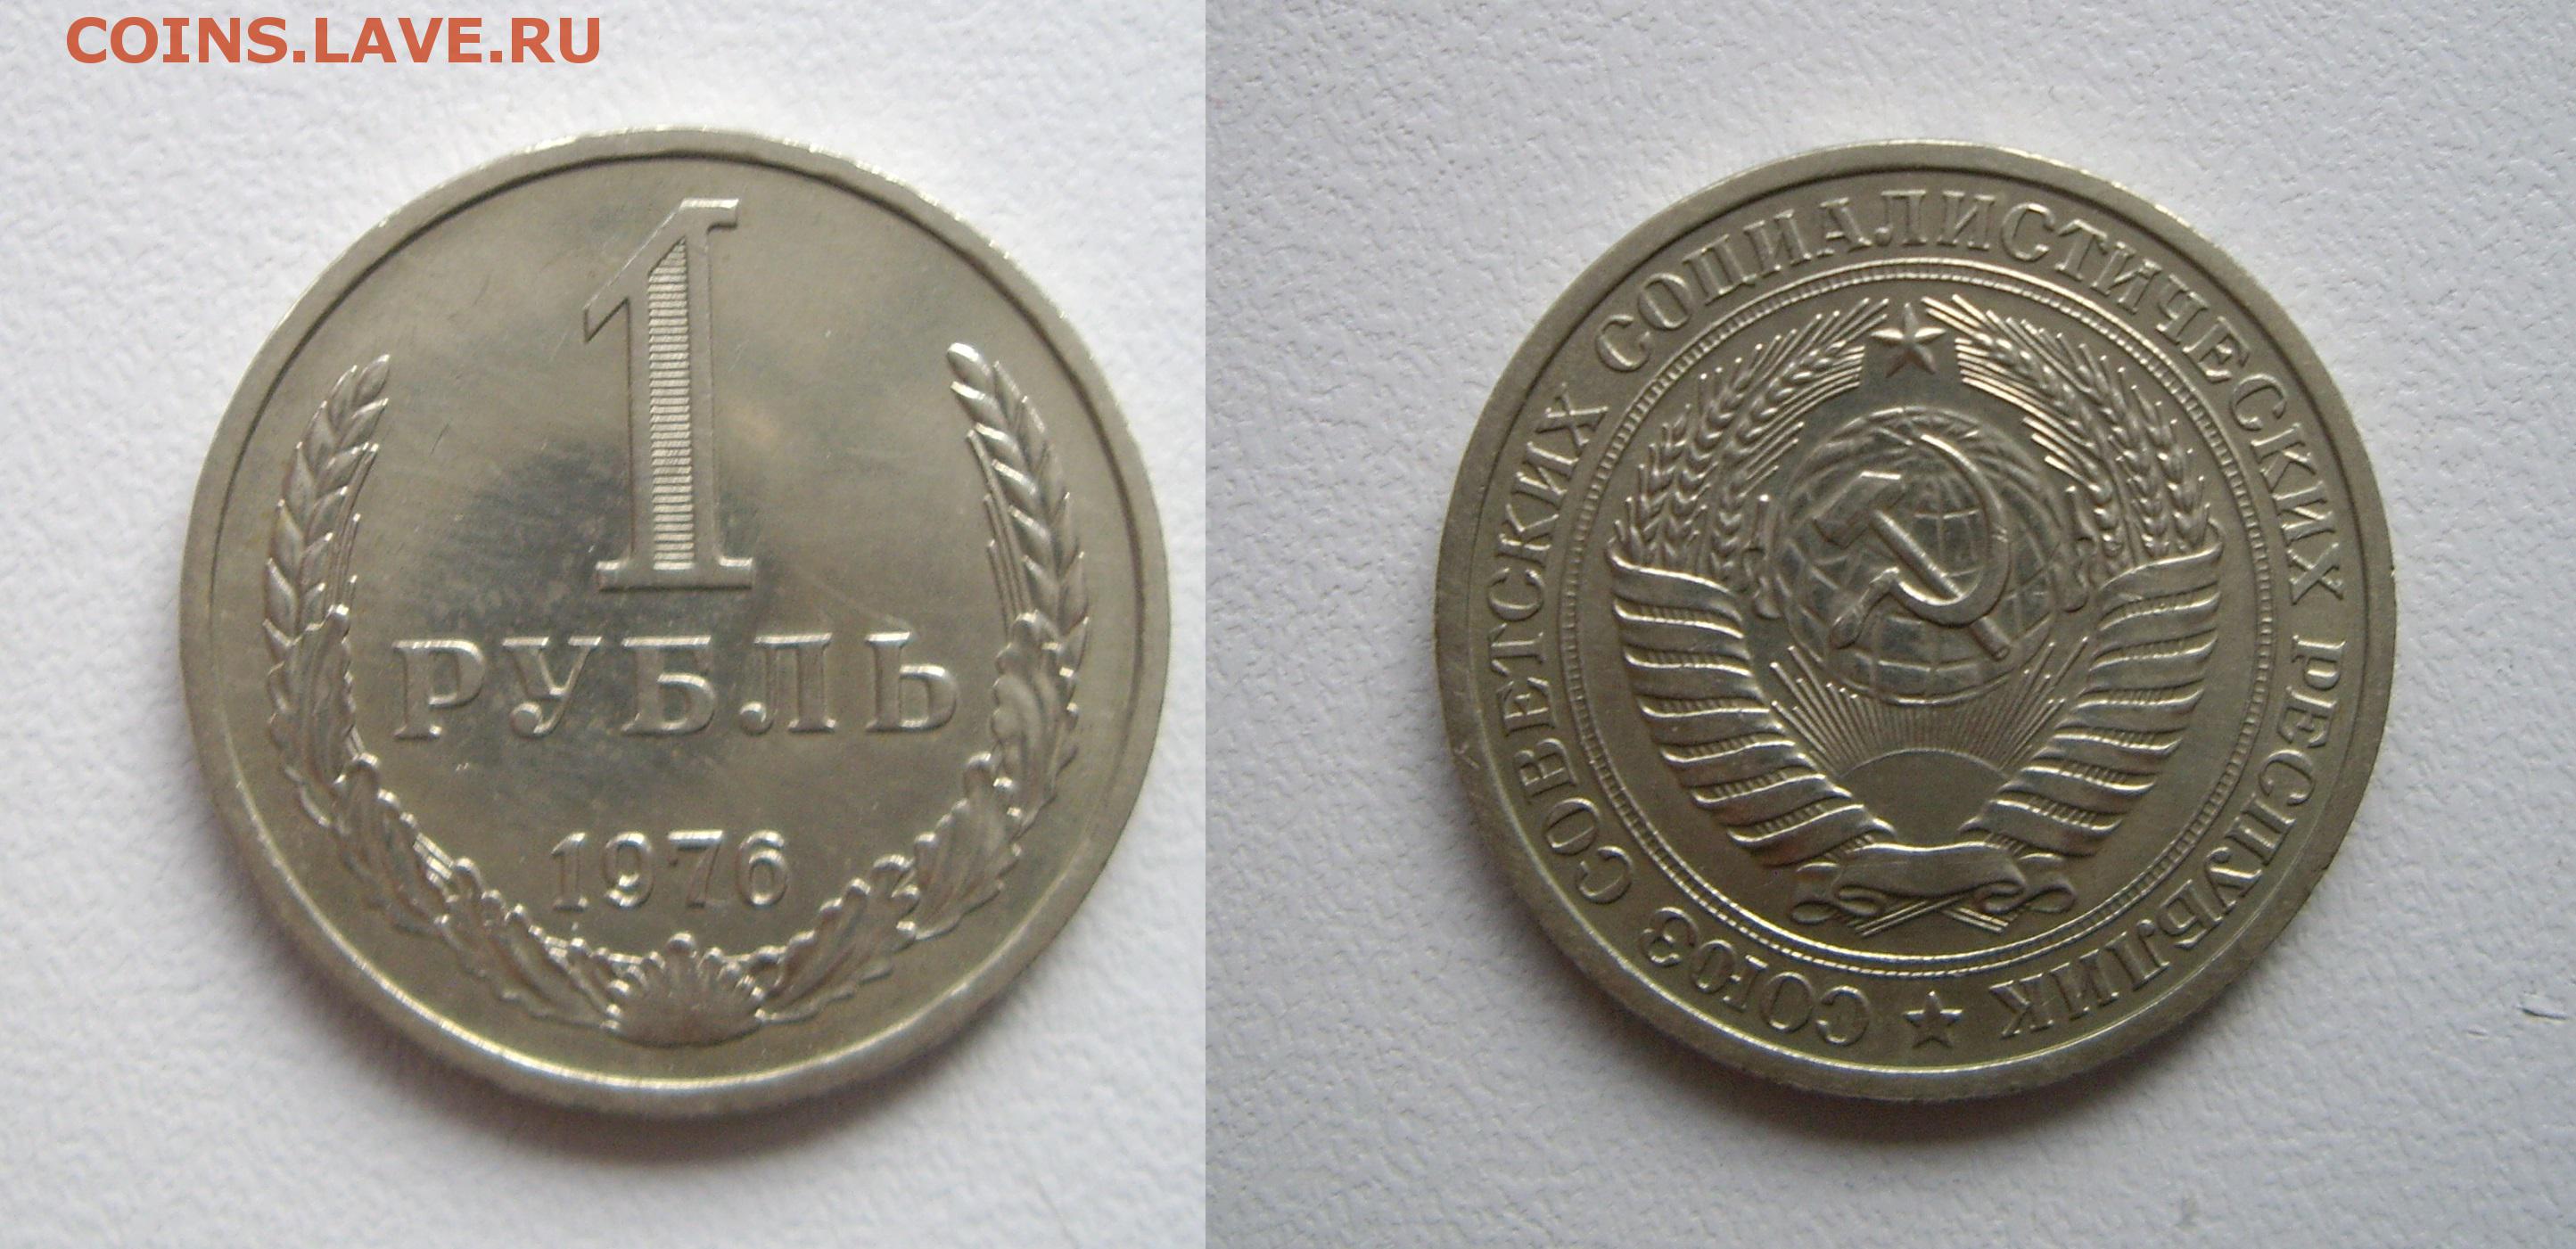 COINS.LAVE.RU
1
РУБЛЬ
1976
СОЮЗ СОВЕТСКИХ СОЦИАЛИСТИЧЕСКИХ РЕСПУБЛИК